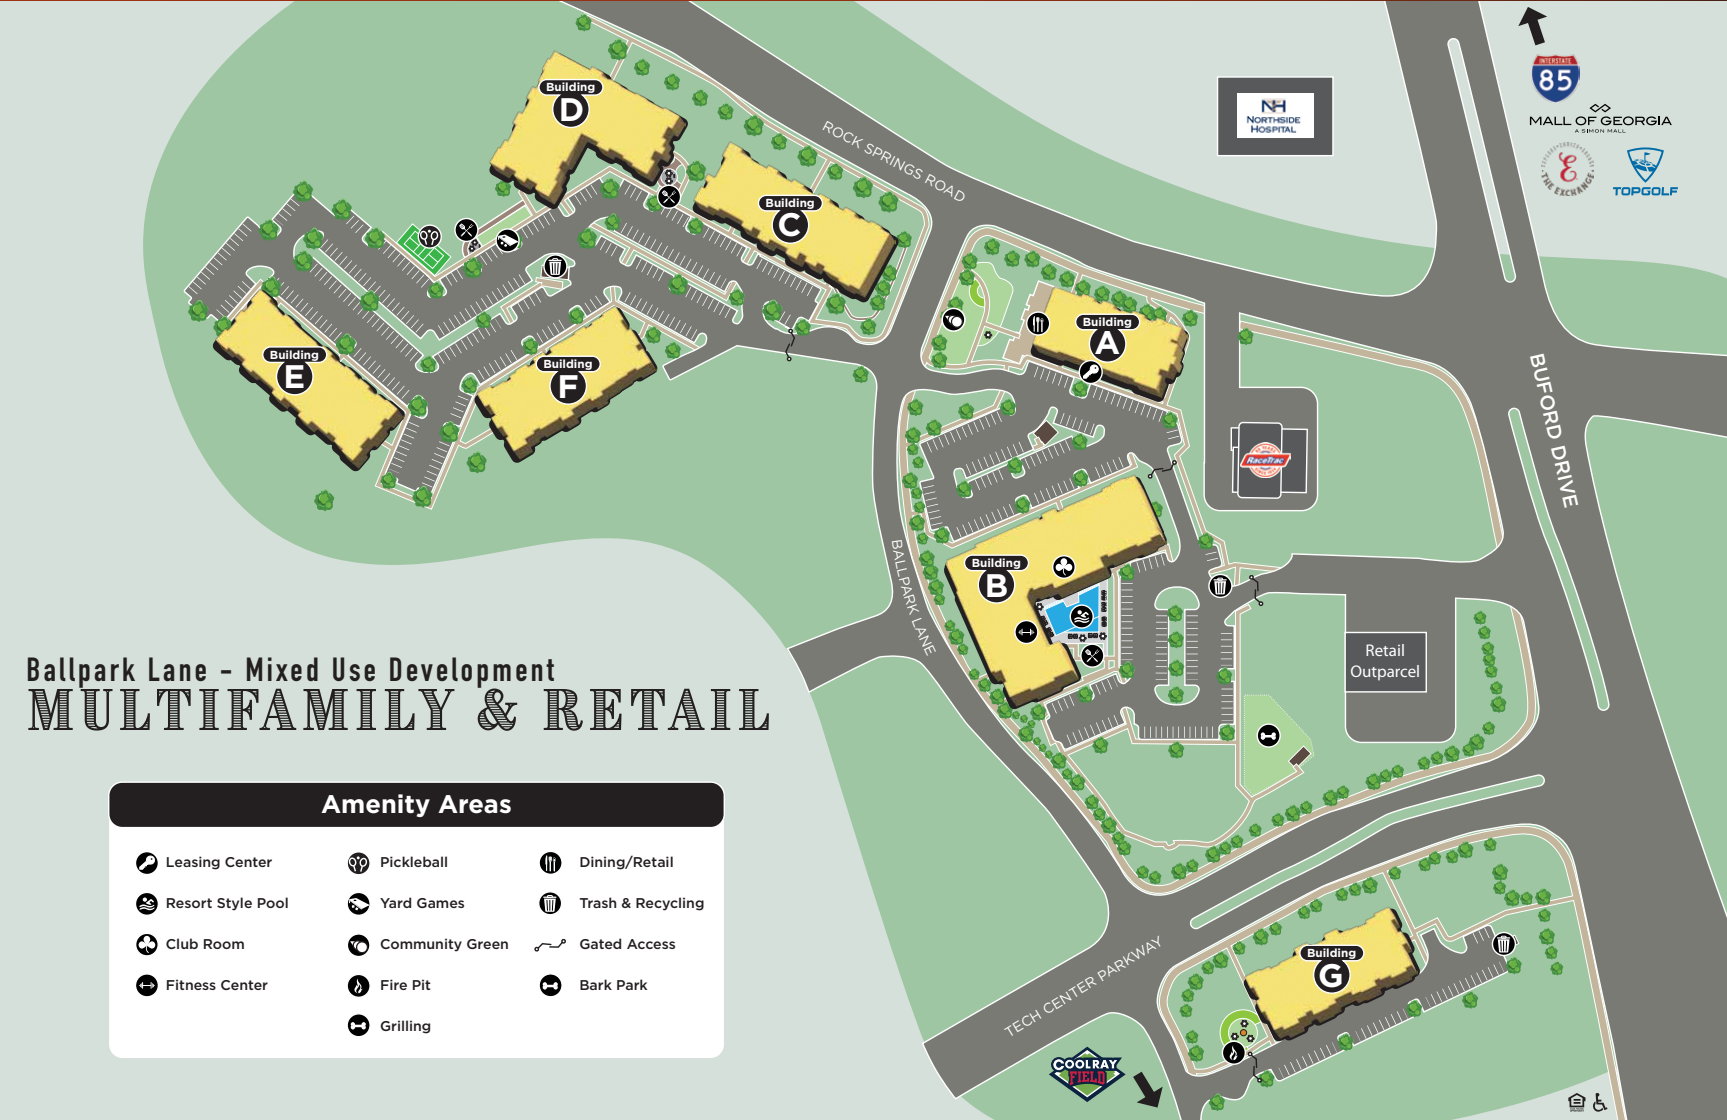 INTERSTATE
85
MALL OF GEORGIA
A SIMON MALL
THE EXCHANGE
TOPGOLF
NH
NORTHSIDE
HOSPITAL
Building
D
ROCK SPRINGS ROAD
Building
C
Building
A
Building
E
Building
F
BUFORD DRIVE
RaceTrac
Building
B
BALLPARK LANE
Retail
Outparcel
Ballpark Lane - Mixed Use Development
MULTIFAMILY & RETAIL
Amenity Areas
Leasing Center
Pickleball
Dining/Retail
Resort Style Pool
Yard Games
Trash & Recycling
Club Room
Community Green
Gated Access
Fitness Center
Fire Pit
Bark Park
Grilling
Building
G
TECH CENTER PARKWAY
COOLRAY
FIELD